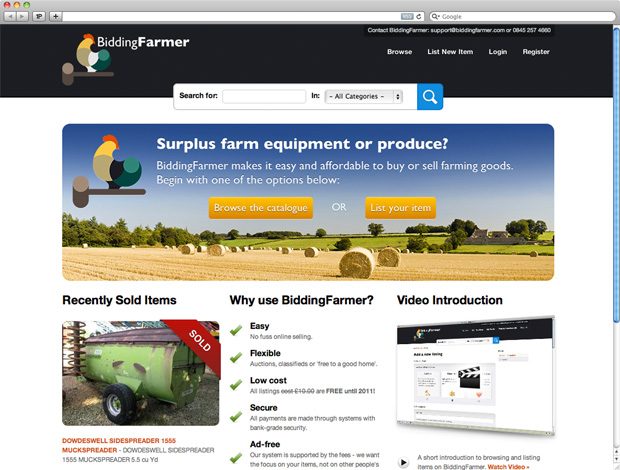 RSS
Google
Contact BiddingFarmer: support@biddingfarmer.com or 0845 257 4660
BiddingFarmer
Browse List New Item Login Register
Search for: In: - All Categories -
Surplus farm equipment or produce?
BiddingFarmer makes it easy and affordable to buy or sell farming goods.
Begin with one of the options below:
Browse the catalogue OR List your item
Recently Sold Items
SOLD
DOWDESWELL SIDESPREADER 1555
MUCKSPREADER - DOWDESWELL SIDESPREADER
1555 MUCKSPREADER 5.5 cu Yd
Why use BiddingFarmer?
Easy
No fuss online selling.
Flexible
Auctions, classifieds or 'free to a good home'.
Low cost
All listings cost £10.00 are FREE until 2011!
Secure
All payments are made through systems with
bank-grade security.
Ad-free
Our system is supported by the fees - we want
the focus on your items, not on other people's
Video Introduction
Add a new listing
A short introduction to browsing and listing
items on BiddingFarmer. Watch Video »